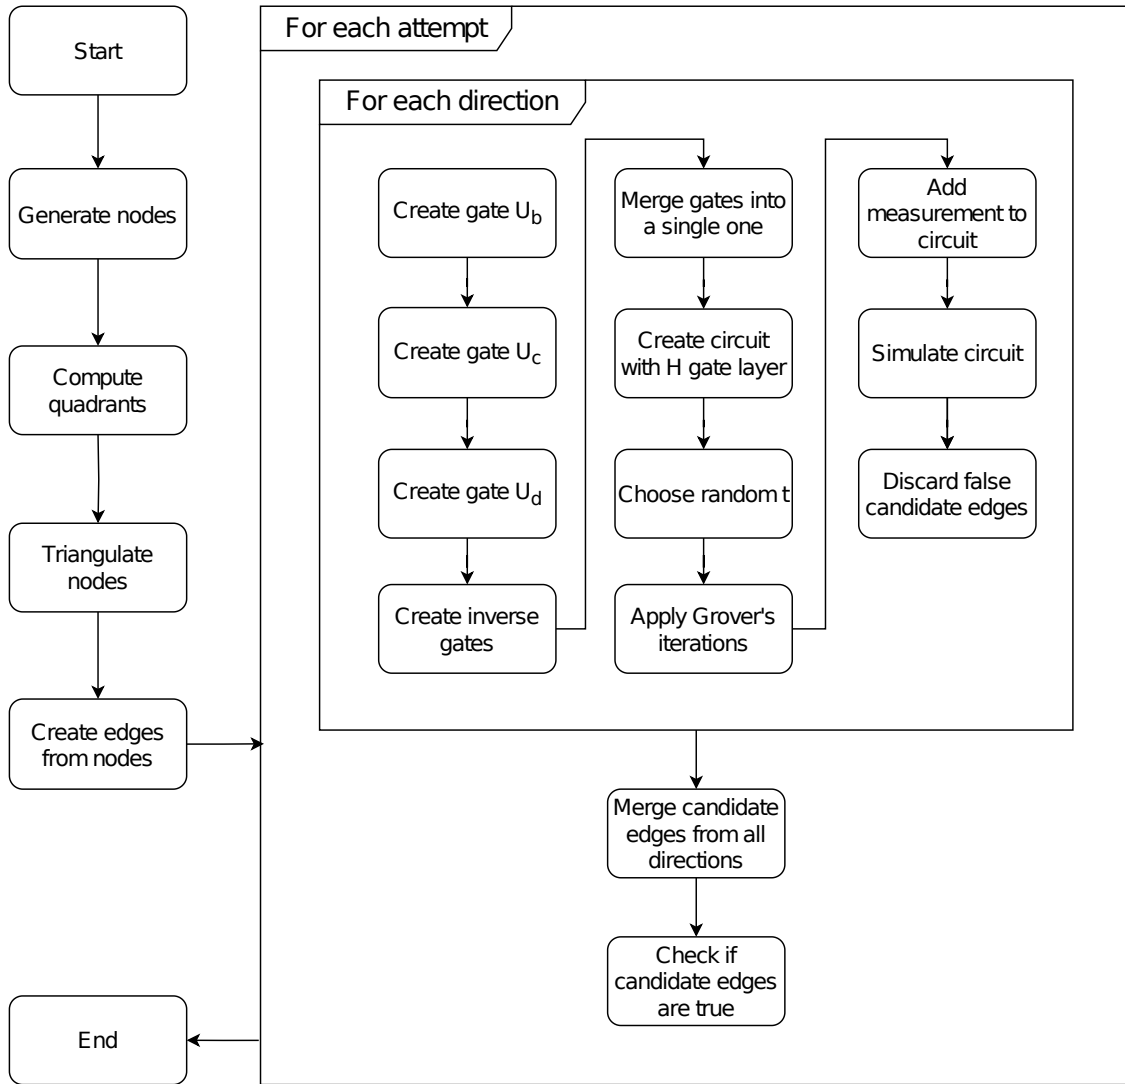 Start
Generate nodes
Compute
quadrants
Triangulate
nodes
Create edges
from nodes
End
For each attempt
For each direction
Create gate U_b
Create gate U_c
Create gate U_d
Create inverse
gates
Merge gates into
a single one
Create circuit
with H gate layer
Choose random t
Apply Grover's
iterations
Add
measurement to
circuit
Simulate circuit
Discard false
candidate edges
Merge candidate
edges from all
directions
Check if
candidate edges
are true